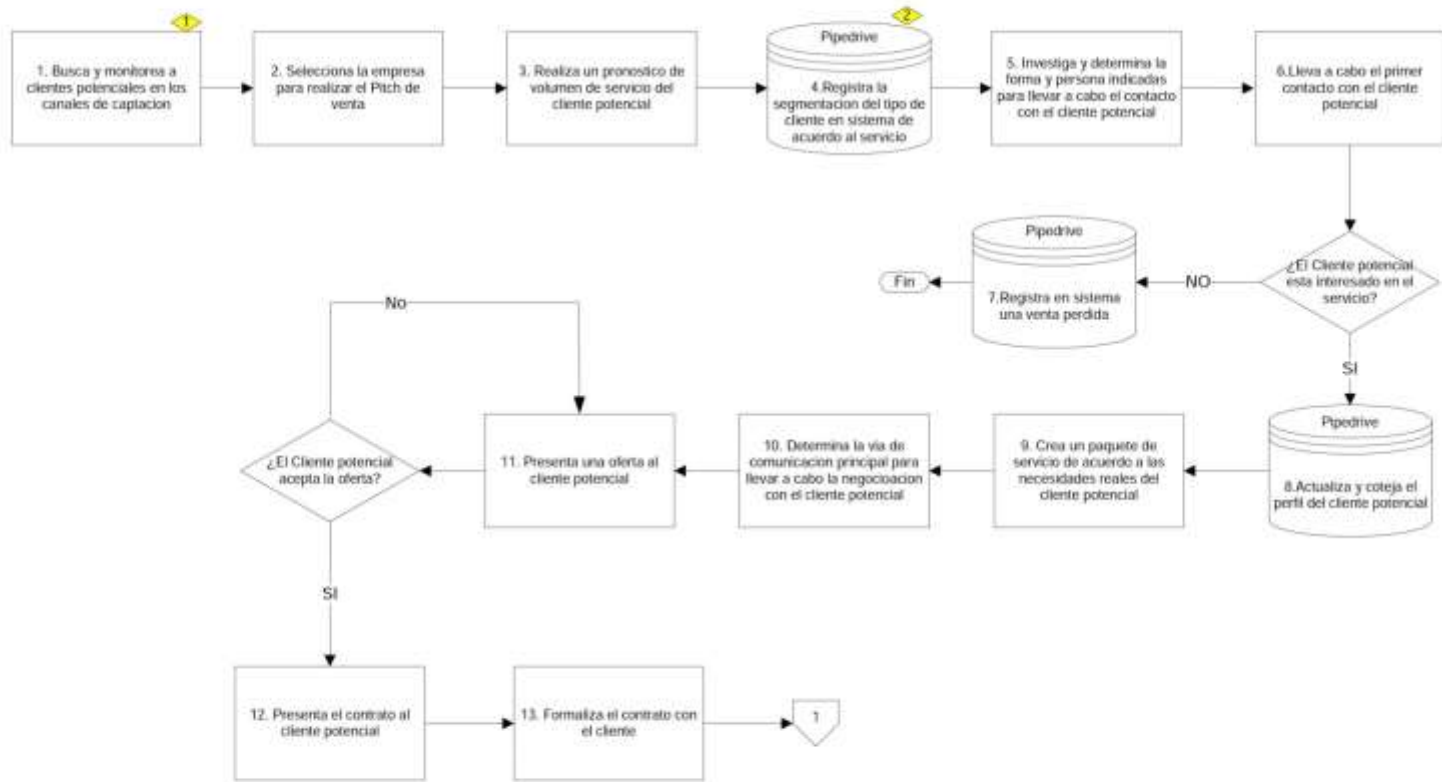 1
1. Busca y monitorea a
clientes potenciales en los
canales de captacion
2. Selecciona la empresa
para realizar el Pitch de
venta
3. Realiza un pronostico de
volumen de servicio del
cliente potencial
2
Pipedrive
4.Registra la
segmentacion del tipo de
cliente en sistema de
acuerdo al servicio
5. Investiga y determina la
forma y persona indicadas
para llevar a cabo el contacto
con el cliente potencial
6.Lleva a cabo el primer
contacto con el cliente
potencial
¿El Cliente potencial
esta interesado en el
servicio?
NO
Pipedrive
7.Registra en sistema
una venta perdida
Fin
SI
Pipedrive
8.Actualiza y coteja el
perfil del cliente potencial
9. Crea un paquete de
servicio de acuerdo a las
necesidades reales del
cliente potencial
10. Determina la via de
comunicacion principal para
llevar a cabo la negocioacion
con el cliente potencial
11. Presenta una oferta al
cliente potencial
¿El Cliente potencial
acepta la oferta?
No
SI
12. Presenta el contrato al
cliente potencial
13. Formaliza el contrato con
el cliente
1